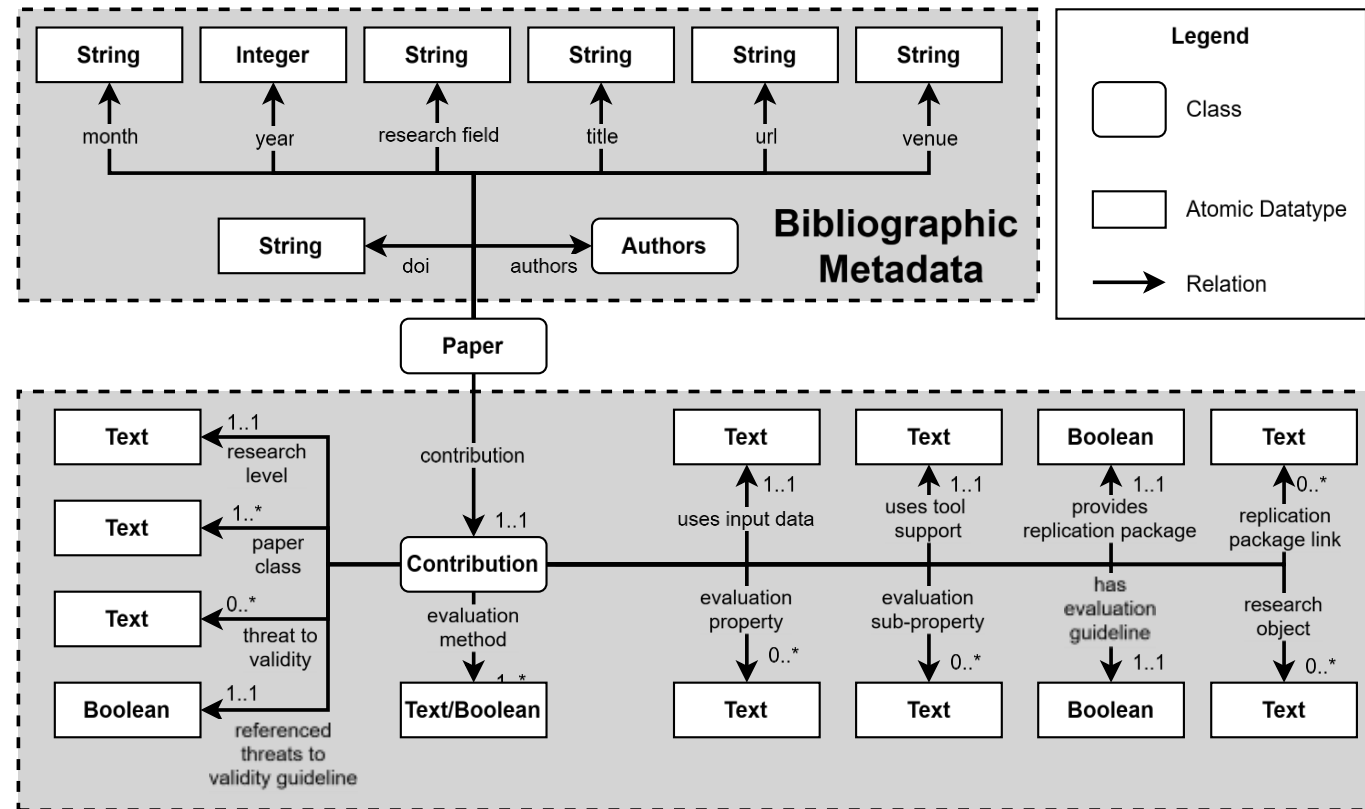 String
Integer
String
String
String
String
month
year
research field
title
url
venue
String
doi
authors
Authors
Bibliographic
Metadata
Legend
Class
Atomic Datatype
Relation
Paper
contribution
1..1
Contribution
Text
1..1
research
level
Text
1..*
paper
class
Text
0..*
threat to
validity
Boolean
1..1
referenced
threats to
validity guideline
evaluation
method
1..*
Text/Boolean
Text
1..1
uses input data
Text
1..1
uses tool
support
Boolean
1..1
provides
replication package
Text
0..*
replication
package link
evaluation
property
0..*
Text
evaluation
sub-property
0..*
Text
has
evaluation
guideline
1..1
Boolean
research
object
0..*
Text